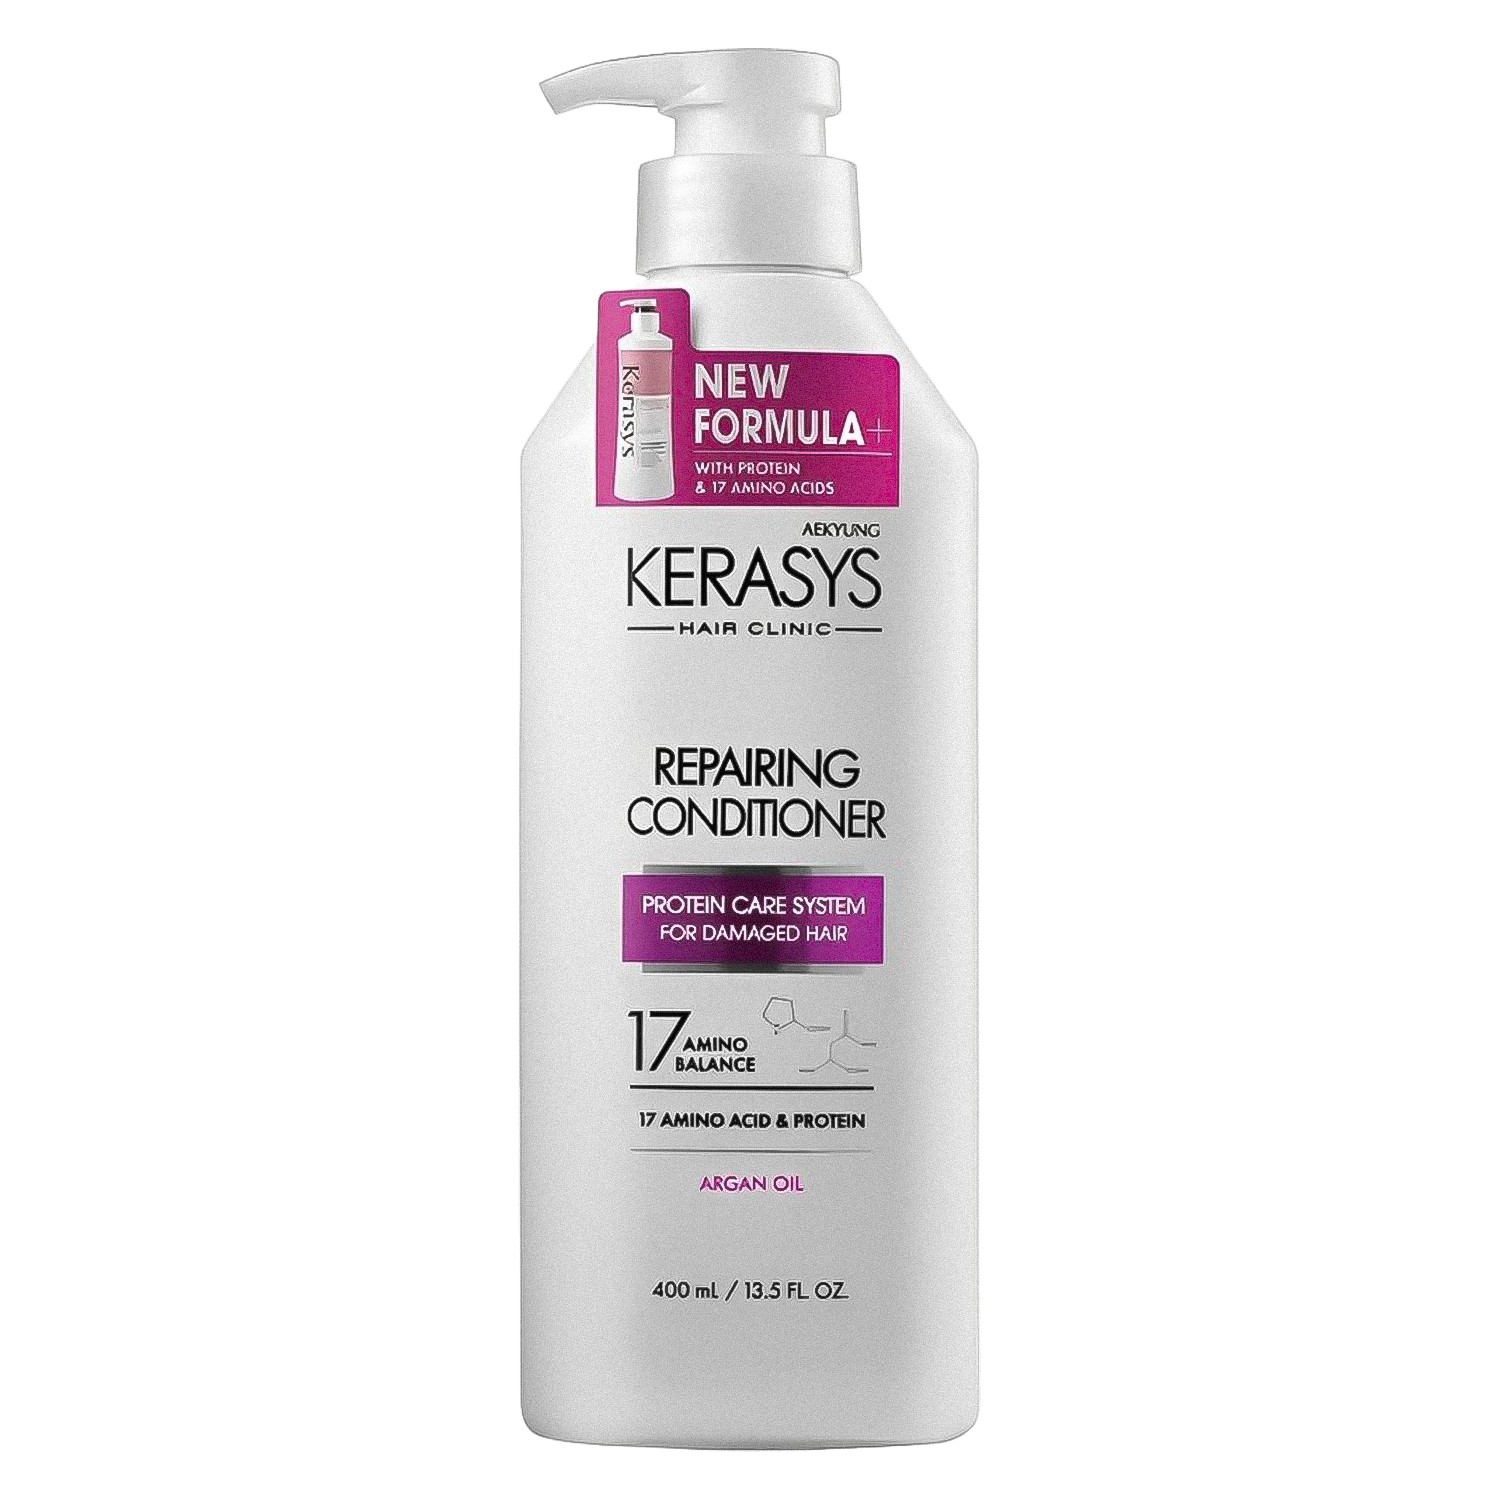 Kerasys
NEW
FORMULA+
WITH PROTEIN
& 17 AMINO ACIDS
AEKYUNG
KERASYS
HAIR CLINIC
REPAIRING
CONDITIONER
PROTEIN CARE SYSTEM
FOR DAMAGED HAIR
17 AMINO
BALANCE
17 AMINO ACID & PROTEIN
ARGAN OIL
400 mL / 13.5 FL. OZ.